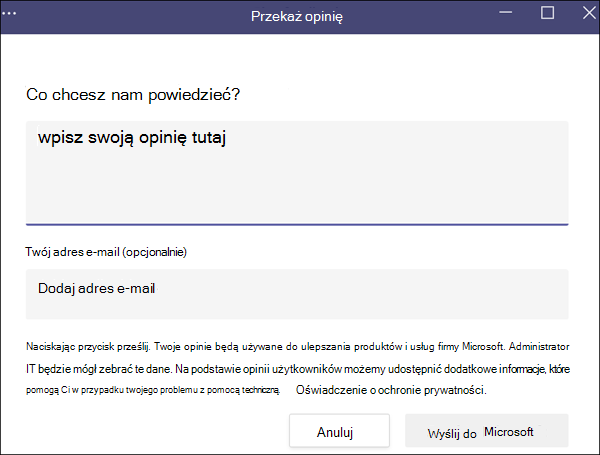 Przekaż opinię
Co chcesz nam powiedzieć?
wpisz swoją opinię tutaj
Twój adres e-mail (opcjonalnie)
Dodaj adres e-mail
Naciskając przycisk prześlij. Twoje opinie będą używane do ulepszania produktów i usług firmy Microsoft. Administrator
IT będzie mógł zebrać te dane. Na podstawie opinii użytkowników możemy udostępnić dodatkowe informacje, które
pomogą Ci w przypadku twojego problemu z pomocą techniczną. Oświadczenie o ochronie prywatności.
Anuluj
Wyślij do Microsoft